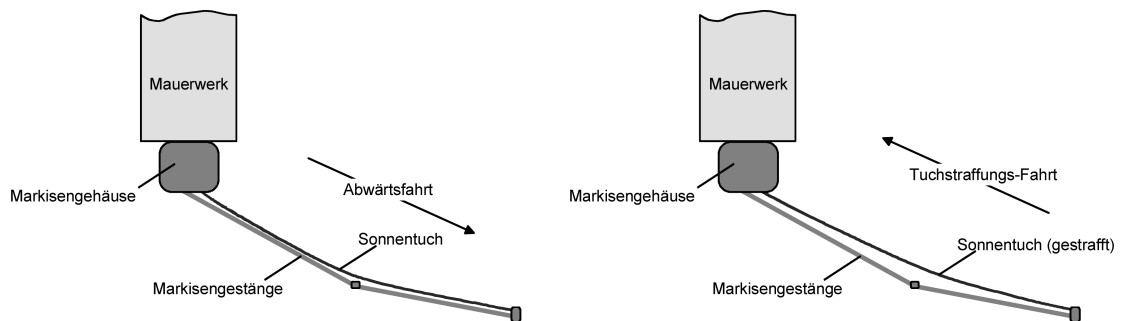 Mauerwerk
Markisengehäuse
Abwärtsfahrt
Sonnentuch
Markisengestänge
Mauerwerk
Markisengehäuse
Tuchstraffungs-Fahrt
Sonnentuch (gestrafft)
Markisengestänge